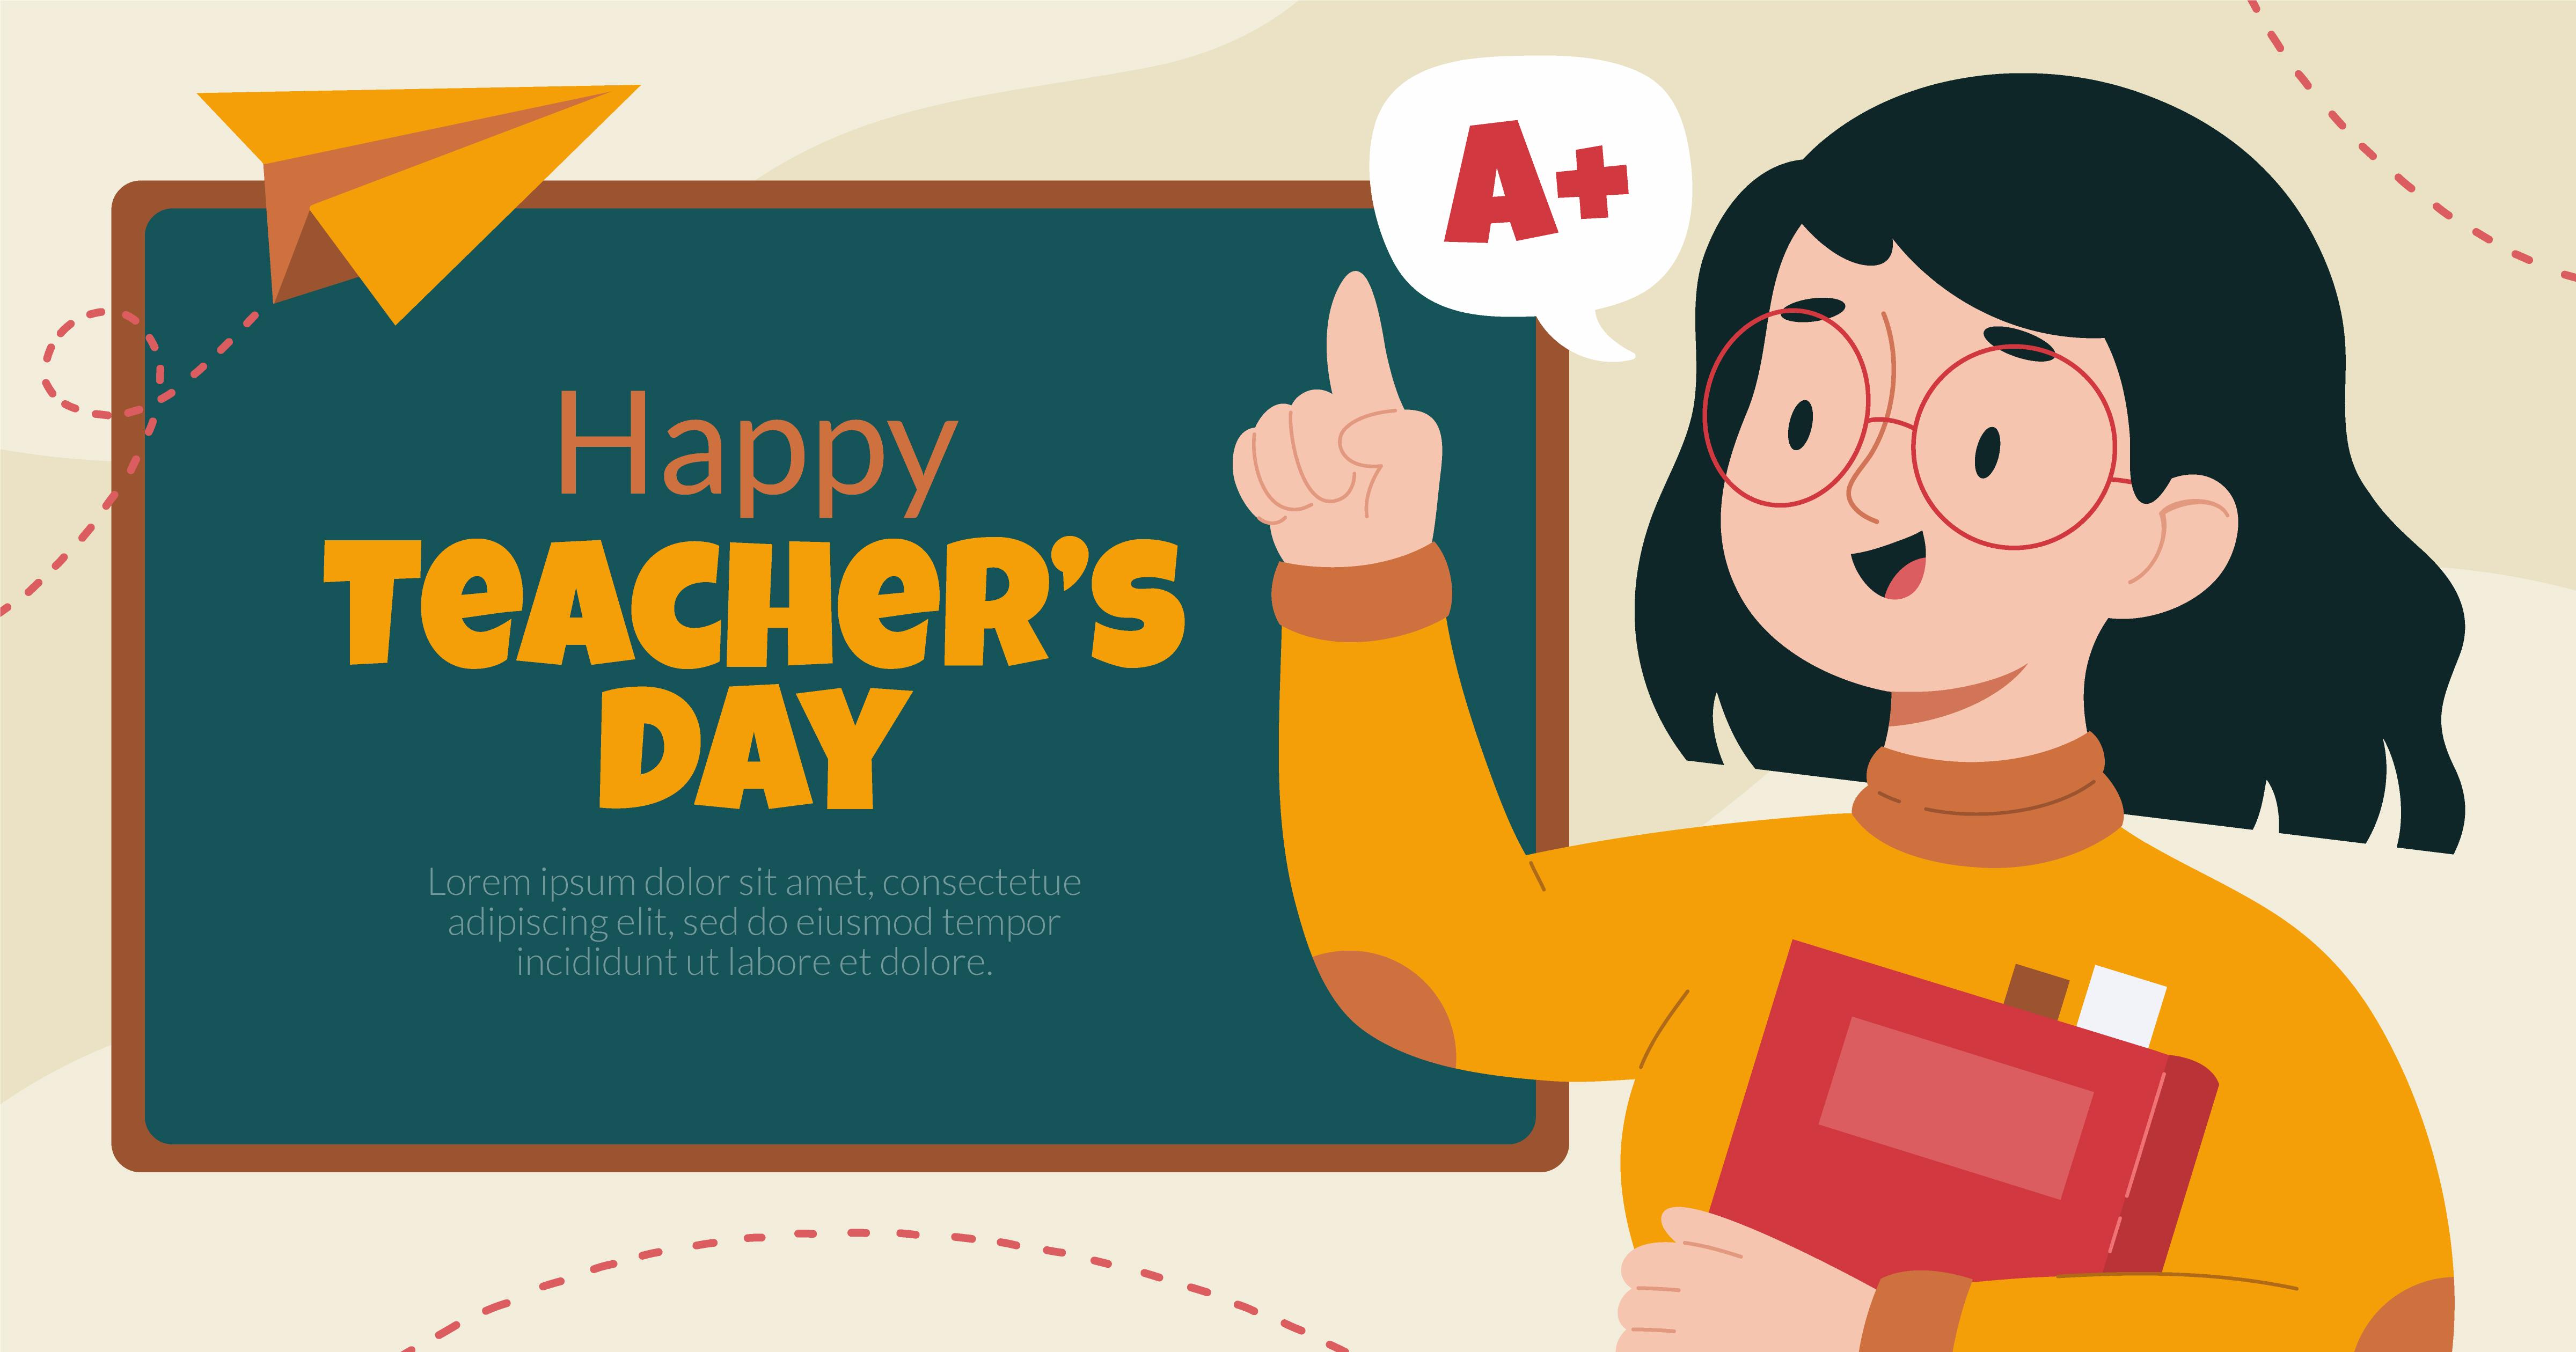 A+
Happy
TeACHeR’S
DAY
Lorem ipsum dolor sit amet, consectetue
adipiscing elit, sed do eiusmod tempor
incididunt ut labore et dolore.